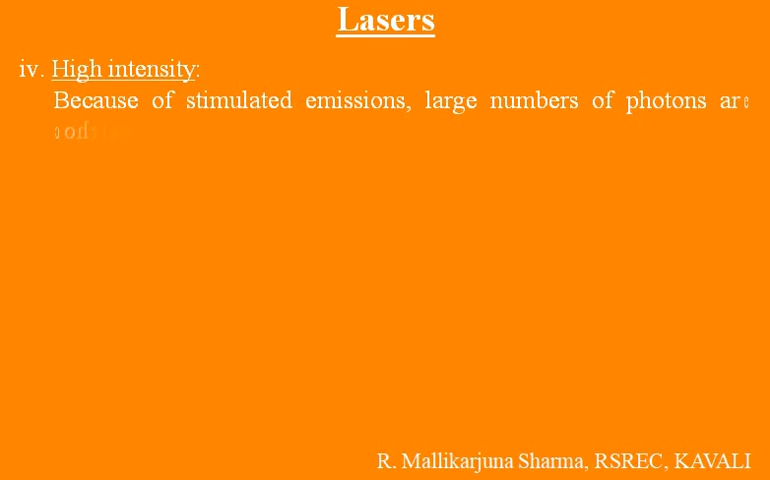 Lasers
iv. High intensity:
Because of stimulated emissions, large numbers of photons are
R. Mallikarjuna Sharma, RSREC, KAVALI